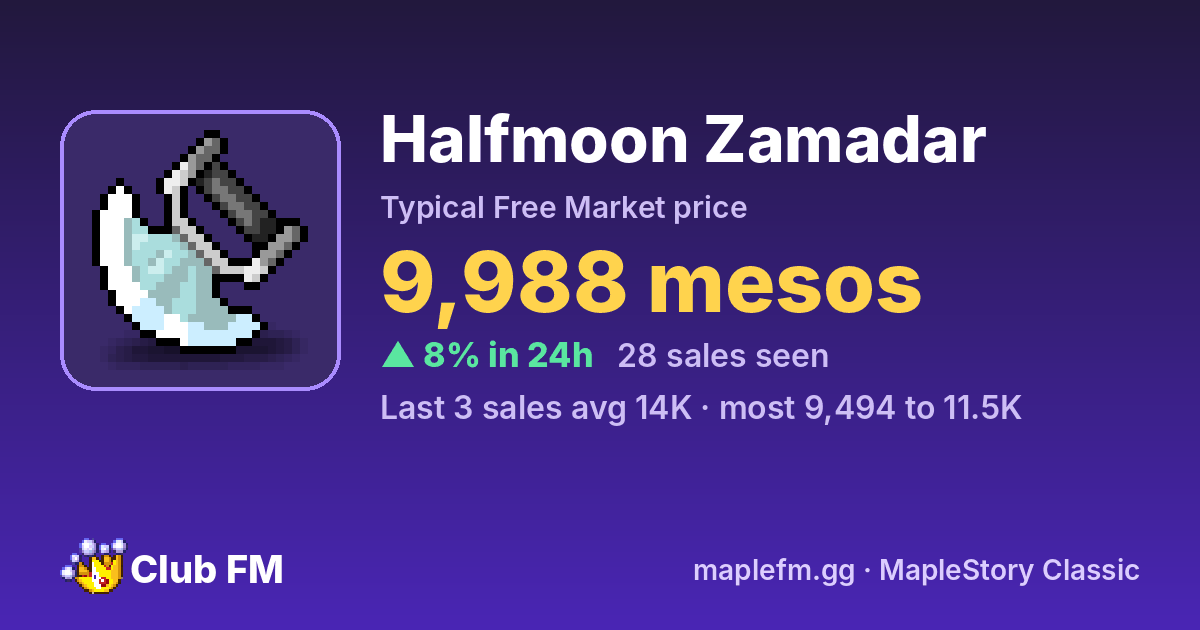 Halfmoon Zamadar
Typical Free Market price
9,988 mesos
▲ 8% in 24h 28 sales seen
Last 3 sales avg 14K · most 9,494 to 11.5K
Club FM
maplefm.gg · MapleStory Classic